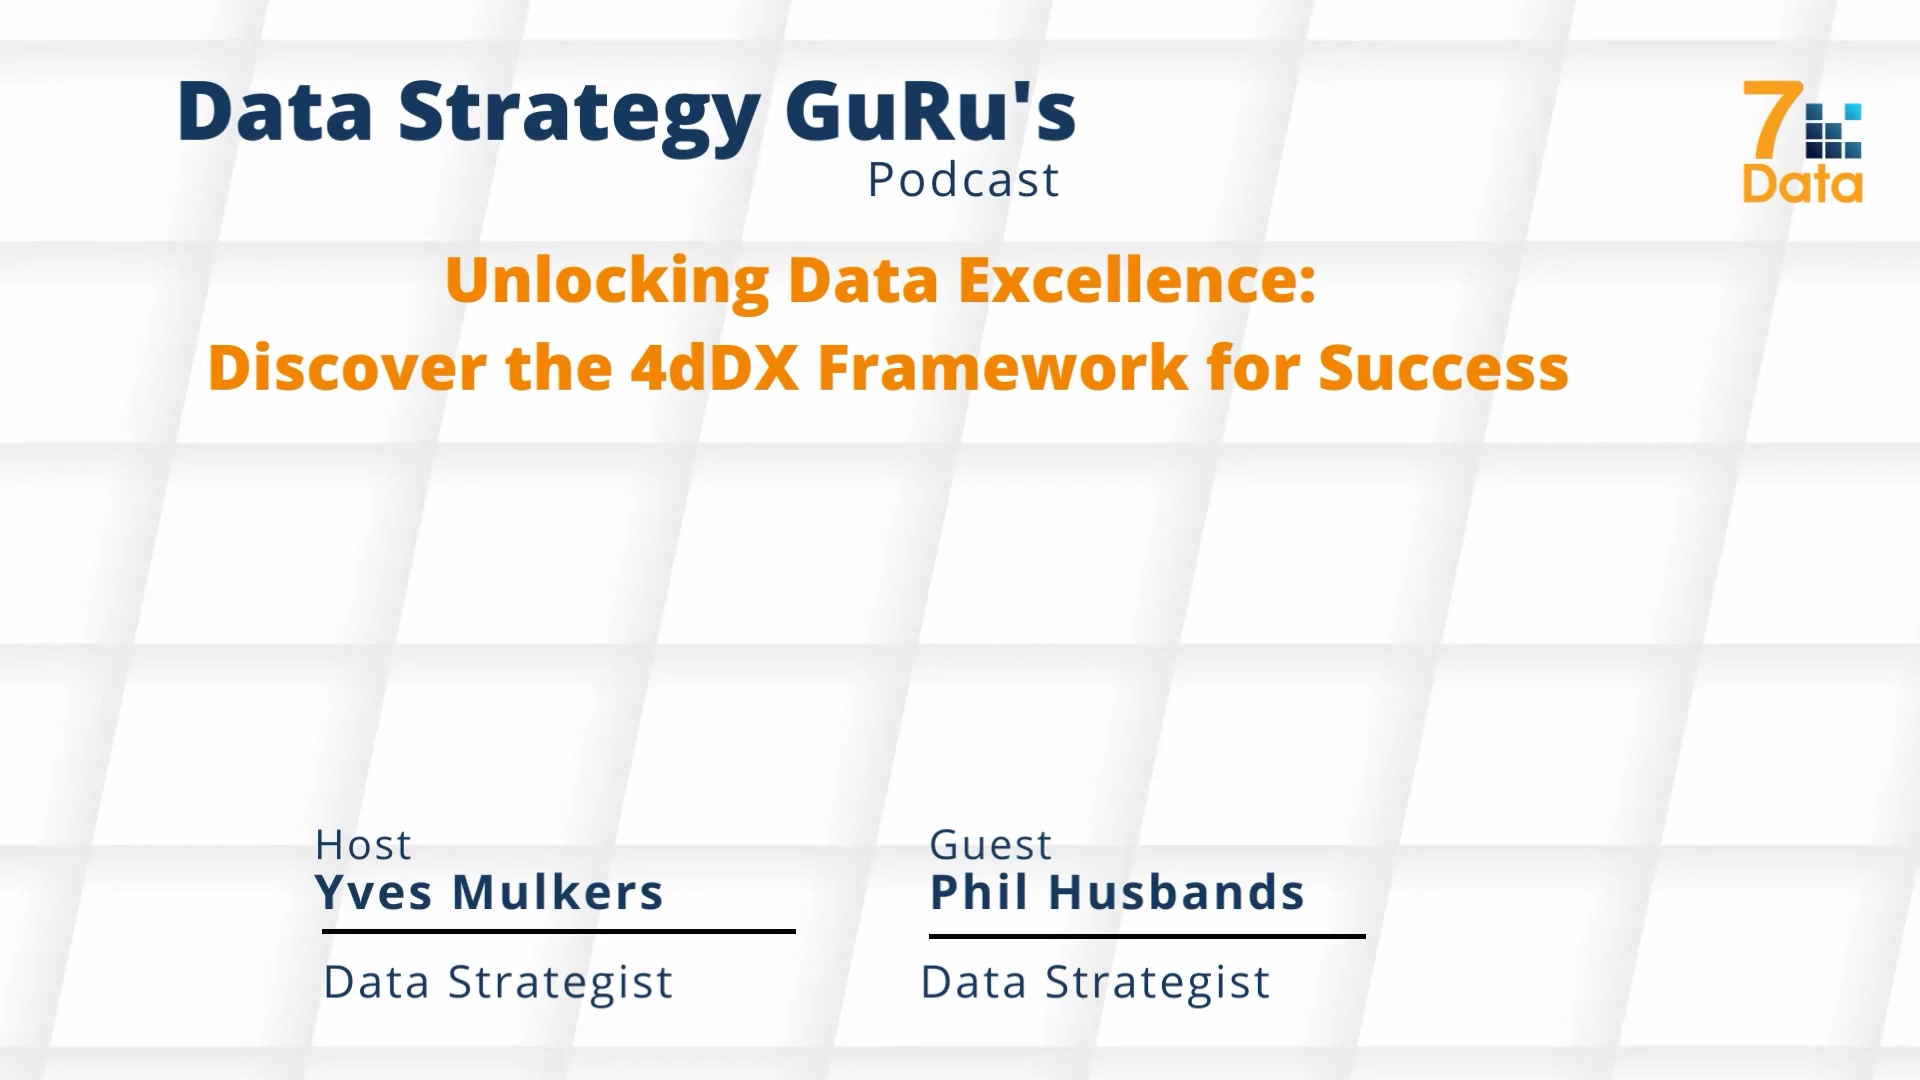 Data Strategy GuRu's
Podcast
7
Data
Unlocking Data Excellence:
Discover the 4dDX Framework for Success
Host
Yves Mulkers
Data Strategist
Guest
Phil Husbands
Data Strategist